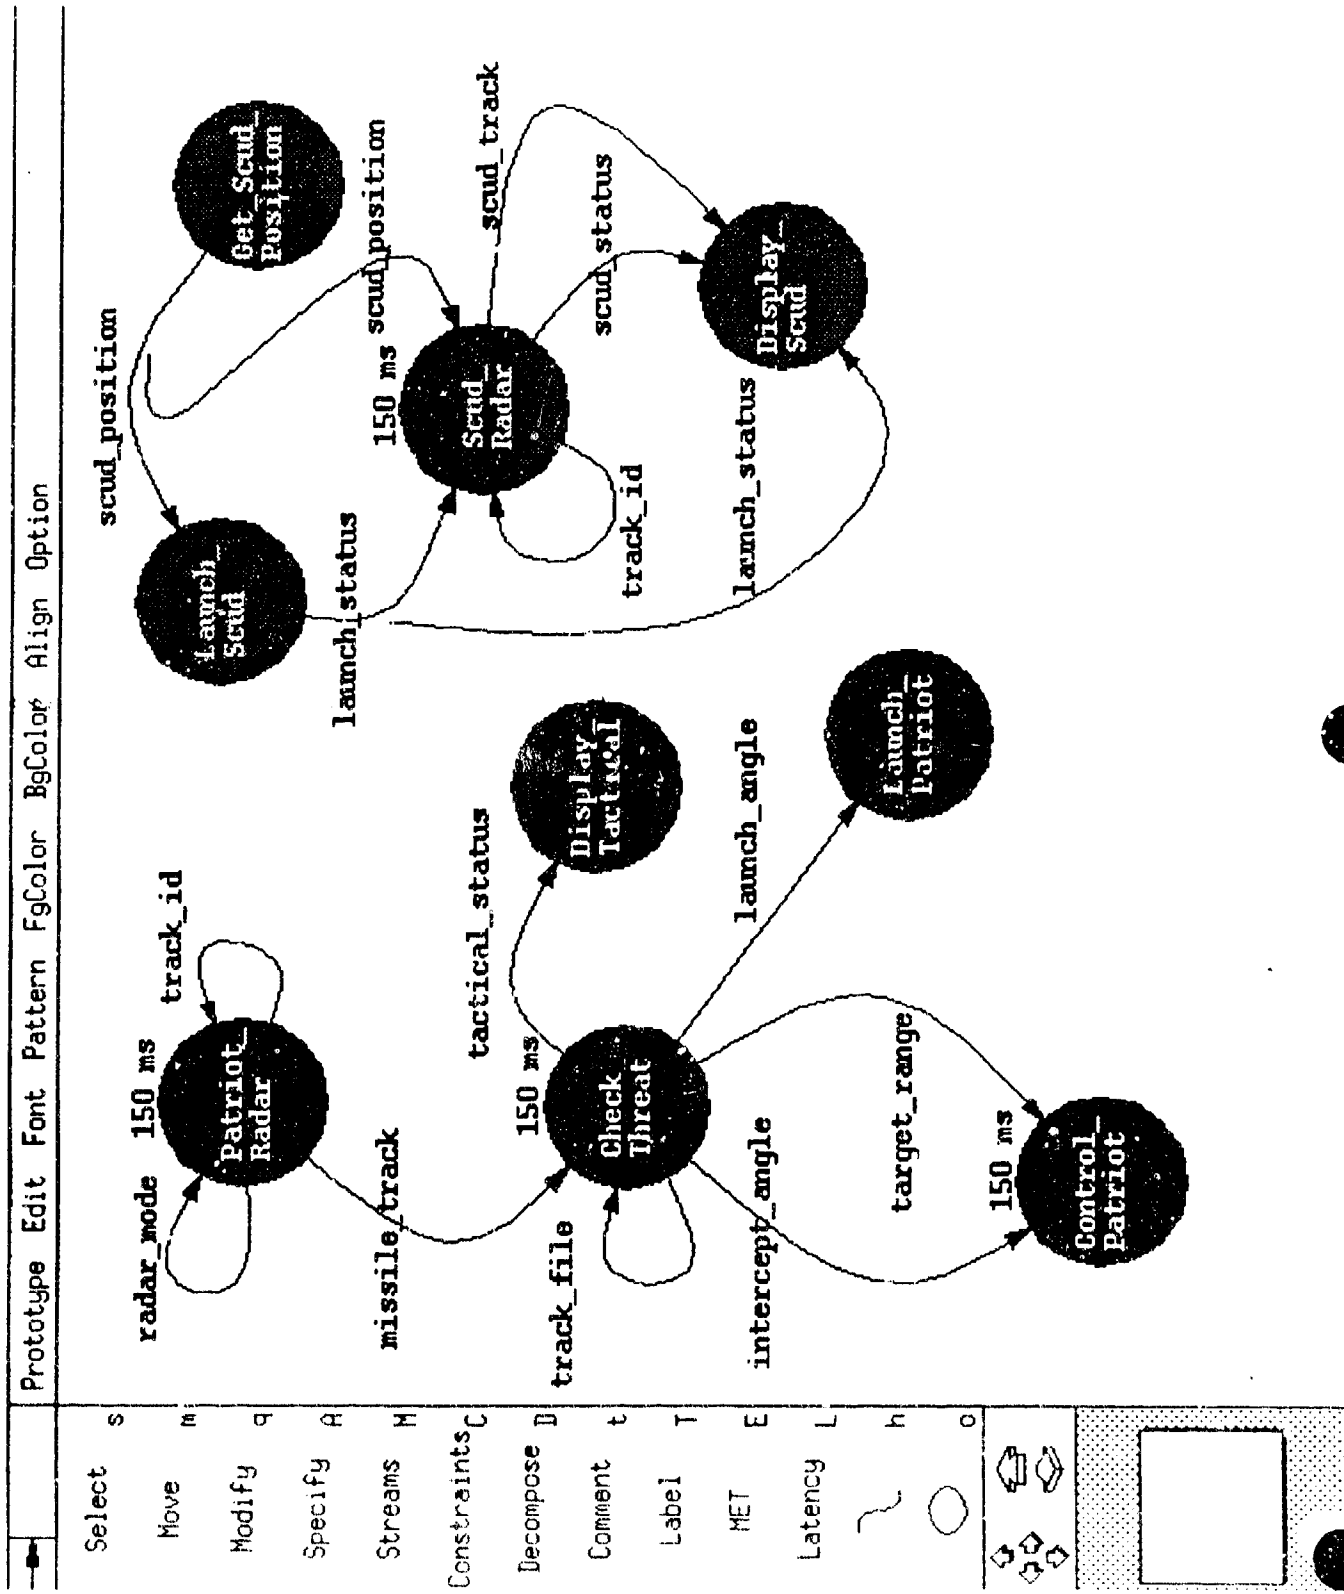 Prototype Edit Font Pattern FgColor BgColor Align Option
Select s
Move m
Modify q
Specify A
Streams M
Constraints C
Decompose D
Comment t
Label T
MET E
Latency L
h
o
radar_mode
150 ms
track_id
Patriot_
Radar
missile_track
track_file
150 ms
Check_
Threat
tactical_status
Display_
Tactical
launch_angle
Launch_
Patriot
intercept_angle
target_range
150 ms
Control_
Patriot
scud_position
Launch_
Scud
Get_Scud_
Position
launch_status
scud_position
150 ms
Scud_
Radar
scud_track
track_id
scud_status
launch_status
Display_
Scud